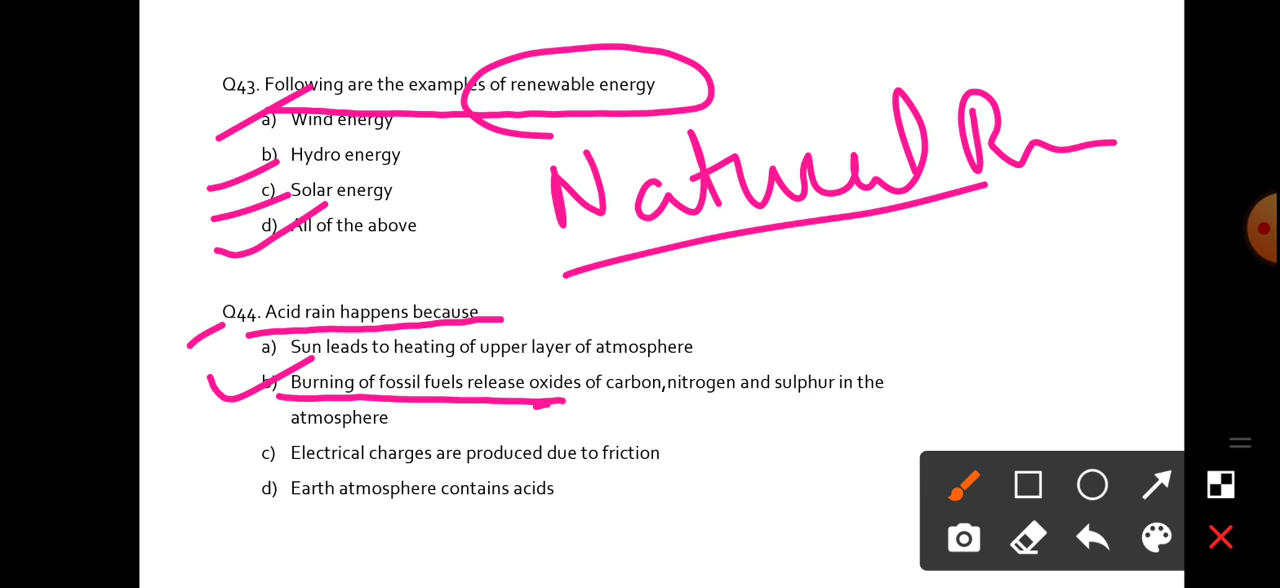 Q43. Following are the examples of renewable energy
a) Wind energy
b) Hydro energy
c) Solar energy
d) All of the above
Natural R
Q44. Acid rain happens because
a) Sun leads to heating of upper layer of atmosphere
b) Burning of fossil fuels release oxides of carbon,nitrogen and sulphur in the
atmosphere
c) Electrical charges are produced due to friction
d) Earth atmosphere contains acids